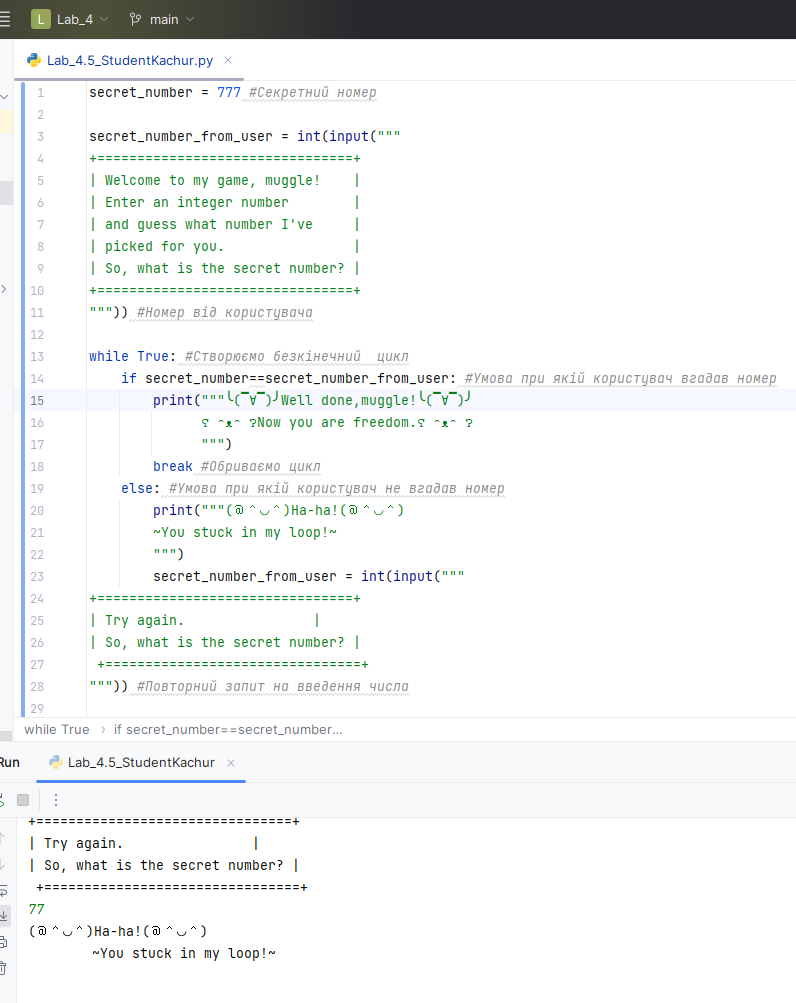 L Lab_4 main
Lab_4.5_StudentKachur.py
1 secret_number = 777 #Секретний номер
2
3 secret_number_from_user = int(input("""
4 +================================+
5 | Welcome to my game, muggle!    |
6 | Enter an integer number        |
7 | and guess what number I've     |
8 | picked for you.                |
9 | So, what is the secret number? |
10 +================================+
11 """)) #Номер від користувача
12
13 while True: #Створюємо безкінечний  цикл
14     if secret_number==secret_number_from_user: #Умова при якій користувач вгадав номер
15         print("""╰(▔∀▔)╯Well done,muggle!╰(▔∀▔)╯
16               ʕ ᵔᴥᵔ ʔNow you are freedom.ʕ ᵔᴥᵔ ʔ
17               """)
18         break #Обриваємо цикл
19     else: #Умова при якій користувач не вгадав номер
20         print("""(@＾◡＾)Ha-ha!(@＾◡＾)
21         ~You stuck in my loop!~
22         """)
23         secret_number_from_user = int(input("""
24 +================================+
25 | Try again.                |
26 | So, what is the secret number? |
27  +================================+
28 """)) #Повторний запит на введення числа
29
while True › if secret_number==secret_number_from_user...
Run Lab_4.5_StudentKachur
+================================+
| Try again.                |
| So, what is the secret number? |
 +================================+
77
(@＾◡＾)Ha-ha!(@＾◡＾)
        ~You stuck in my loop!~